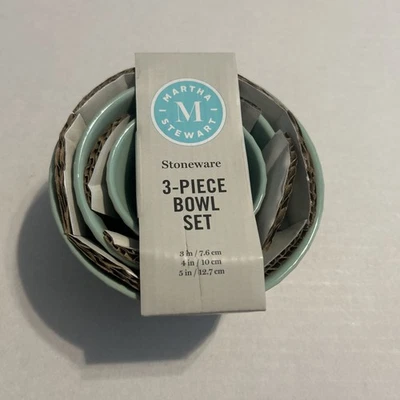 MARTHA
M
STEWART
Stoneware
3-PIECE
BOWL
SET
3 in / 7.6 cm
4 in / 10 cm
5 in / 12.7 cm